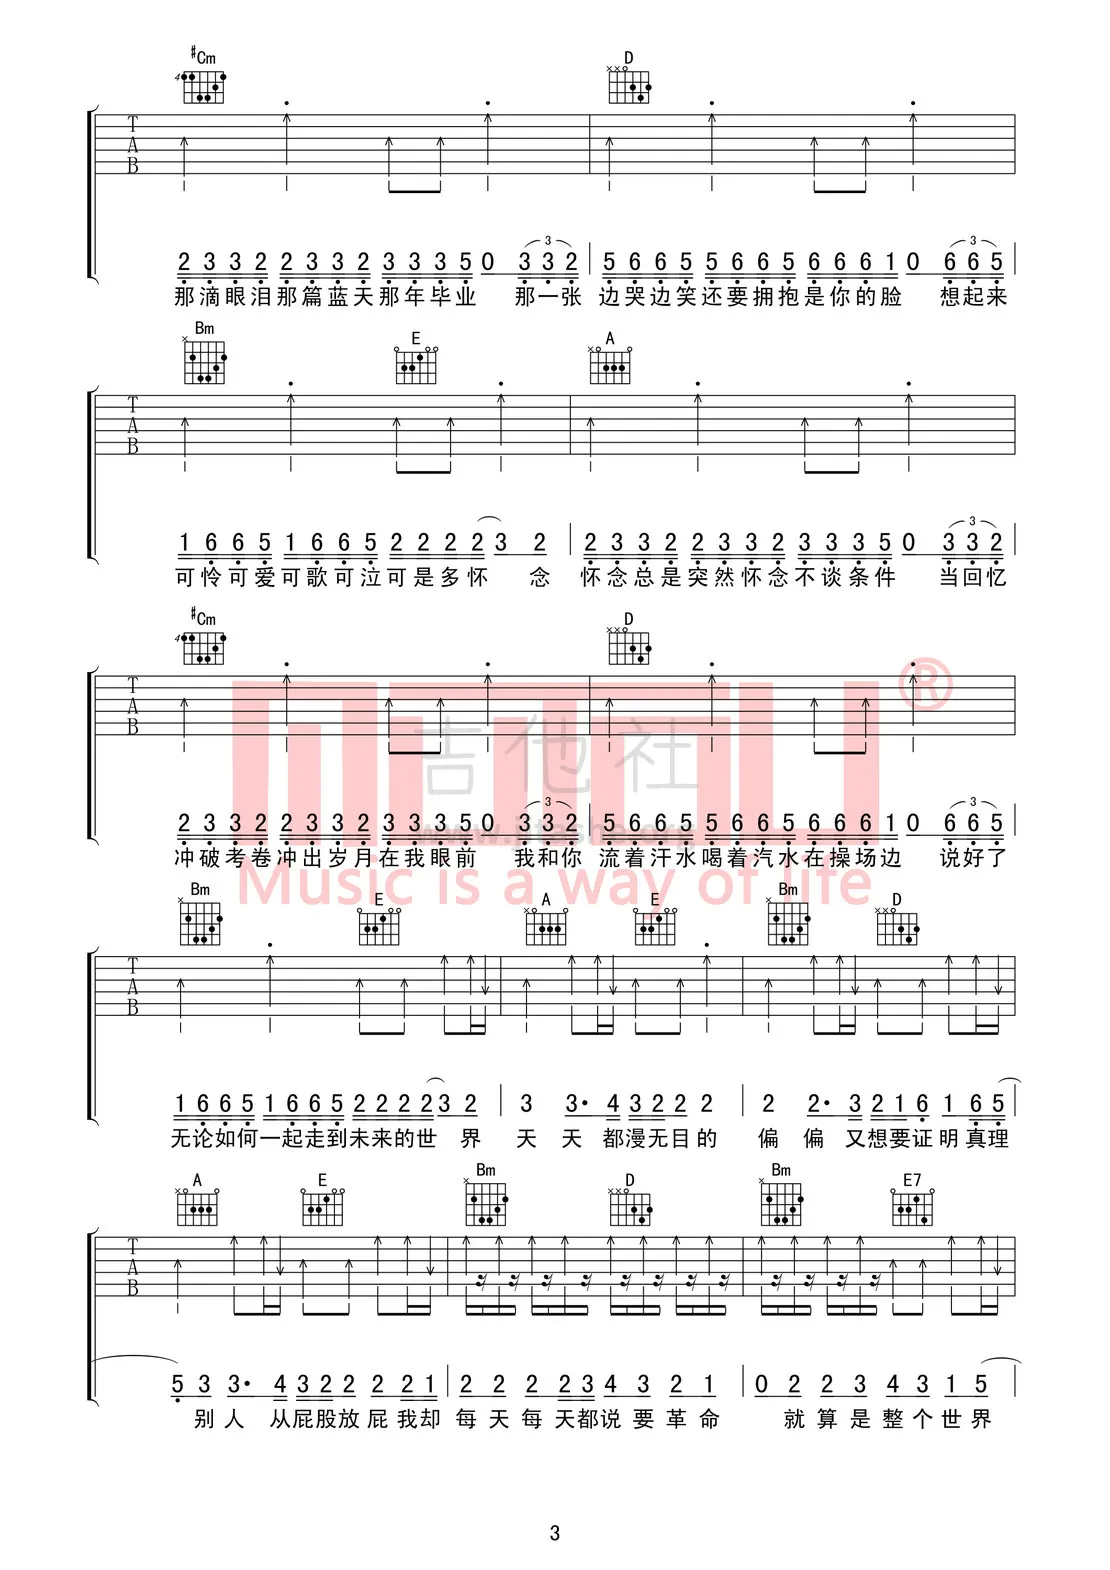 #Cm D
4
T
A
B
3 3
2 3 3 2 2 3 3 2 3 3 3 5 0 3 3 2 5 6 6 5 5 6 6 5 6 6 6 1 0 6 6 5
那滴眼泪那篇蓝天那年毕业 那一张 边哭边笑还要拥抱是你的脸 想起来
Bm E A
T
A
B
3
1 6 6 5 1 6 6 5 2 2 2 2 3 2 2 3 3 2 2 3 3 2 3 3 3 5 0 3 3 2
可怜可爱可歌可泣可是多怀 念 怀念总是突然怀念不谈条件 当回忆
#Cm D
4
T
A
B
MUTOU®
吉他社
3 3
2 3 3 2 2 3 3 2 3 3 3 5 0 3 3 2 5 6 6 5 5 6 6 5 6 6 6 1 0 6 6 5
www.jitashe.org
冲破考卷冲出岁月在我眼前 我和你 流着汗水喝着汽水在操场边 说好了
Music is a way of life
Bm E A E Bm D
T
A
B
1 6 6 5 1 6 6 5 2 2 2 2 3 2 3 3· 4 3 2 2 2 2 2· 3 2 1 6 1 6 5
无论如何一起走到未来的世 界 天 天 都漫无目的 偏 偏 又想要证明真理
A E Bm D Bm E7
T
A
B
5 3 3· 4 3 2 2 2 2 1 2 2 2 2 3 4 3 2 1 0 2 2 3 4 3 1 5
别人 从屁股放屁我却 每天每天都说要革命 就算是整个世界
3